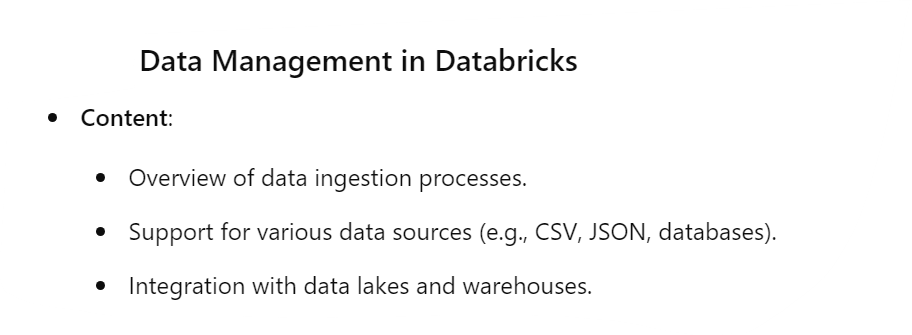 Data Management in Databricks
• Content:
• Overview of data ingestion processes.
• Support for various data sources (e.g., CSV, JSON, databases).
• Integration with data lakes and warehouses.